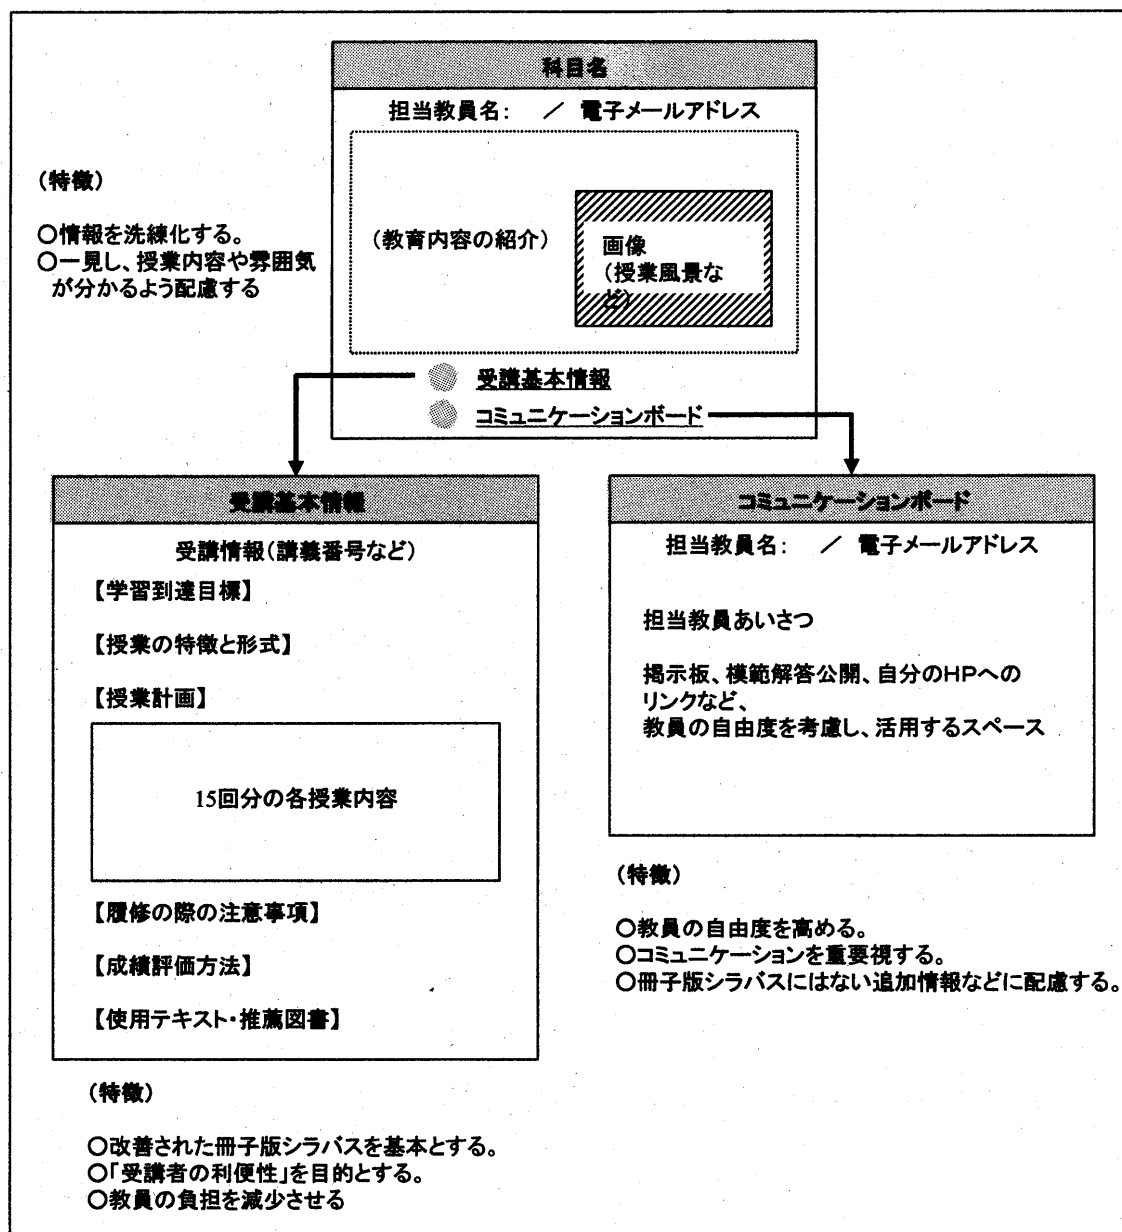 科目名
担当教員名： ／ 電子メールアドレス
（特徴）
○情報を洗練化する。
○一見し、授業内容や雰囲気
が分かるよう配慮する
（教育内容の紹介）
画像
（授業風景な
ど）
受講基本情報
コミュニケーションボード
受講基本情報
受講情報（講義番号など）
【学習到達目標】
【授業の特徴と形式】
【授業計画】
15回分の各授業内容
【履修の際の注意事項】
【成績評価方法】
【使用テキスト・推薦図書】
（特徴）
○改善された冊子版シラバスを基本とする。
○「受講者の利便性」を目的とする。
○教員の負担を減少させる
コミュニケーションボード
担当教員名： ／ 電子メールアドレス
担当教員あいさつ
掲示板、模範解答公開、自分のＨＰへの
リンクなど、
教員の自由度を考慮し、活用するスペース
（特徴）
○教員の自由度を高める。
○コミュニケーションを重要視する。
○冊子版シラバスにはない追加情報などに配慮する。